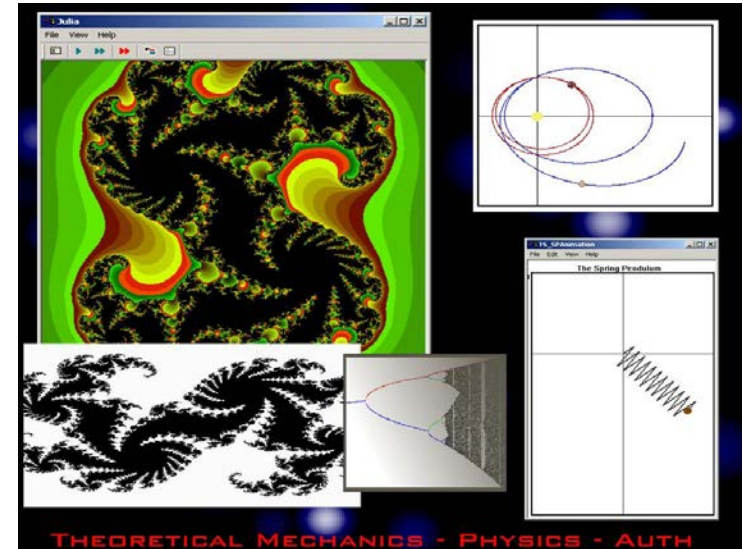 Julia
File View Help
TS_SPAnimation
File Edit View Help
The Spring Pendulum
THEORETICAL MECHANICS - PHYSICS - AUTH